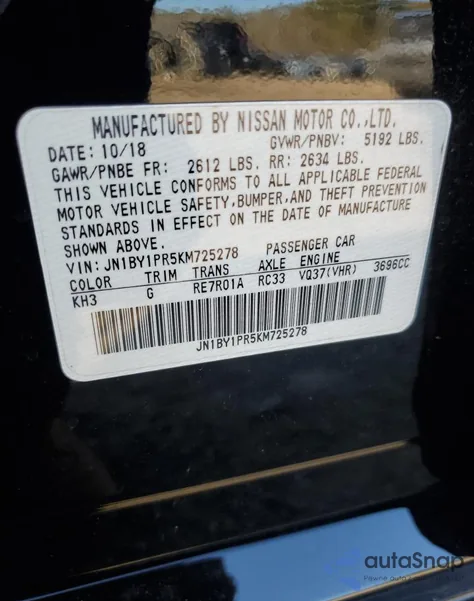 MANUFACTURED BY NISSAN MOTOR CO.,LTD.
DATE: 10/18 GVWR/PNBV: 5192 LBS.
GAWR/PNBE FR: 2612 LBS. RR: 2634 LBS.
THIS VEHICLE CONFORMS TO ALL APPLICABLE FEDERAL
MOTOR VEHICLE SAFETY,BUMPER,AND THEFT PREVENTION
STANDARDS IN EFFECT ON THE DATE OF MANUFACTURE
SHOWN ABOVE.
VIN: JN1BY1PR5KM725278 PASSENGER CAR
COLOR TRIM TRANS AXLE ENGINE
KH3 G RE7R01A RC33 VQ37(VHR) 3696CC
JN1BY1PR5KM725278
autoSnap